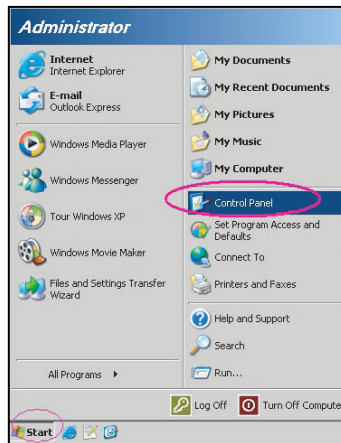 Administrator
Internet
Internet Explorer
E-mail
Outlook Express
Windows Media Player
Windows Messenger
Tour Windows XP
Windows Movie Maker
Files and Settings Transfer
Wizard
All Programs
My Documents
My Recent Documents
My Pictures
My Music
My Computer
Control Panel
Set Program Access and
Defaults
Connect To
Printers and Faxes
Help and Support
Search
Run...
Log Off
Turn Off Compute
Start